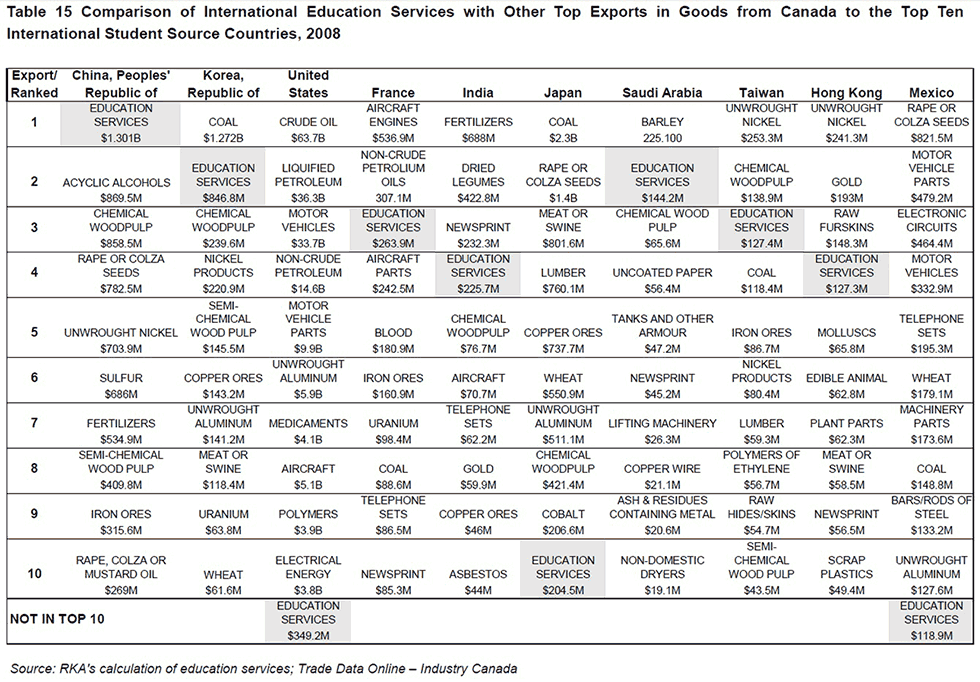 Table 15 Comparison of International Education Services with Other Top Exports in Goods from Canada to the Top Ten
International Student Source Countries, 2008
Export/
Ranked
China, Peoples'
Republic of
Korea,
Republic of
United
States
France
India
Japan
Saudi Arabia
Taiwan
Hong Kong
Mexico
1
EDUCATION
SERVICES
$1.301B
COAL
$1.272B
CRUDE OIL
$63.7B
AIRCRAFT
ENGINES
$536.9M
FERTILIZERS
$688M
COAL
$2.3B
BARLEY
225.100
UNWROUGHT
NICKEL
$253.3M
UNWROUGHT
NICKEL
$241.3M
RAPE OR
COLZA SEEDS
$821.5M
2
ACYCLIC ALCOHOLS
$869.5M
EDUCATION
SERVICES
$846.8M
LIQUIFIED
PETROLEUM
$36.3B
NON-CRUDE
PETROLIUM
OILS
307.1M
DRIED
LEGUMES
$422.8M
RAPE OR
COLZA SEEDS
$1.4B
EDUCATION
SERVICES
$144.2M
CHEMICAL
WOODPULP
$138.9M
GOLD
$193M
MOTOR
VEHICLE
PARTS
$479.2M
3
CHEMICAL
WOODPULP
$858.5M
CHEMICAL
WOODPULP
$239.6M
MOTOR
VEHICLES
$33.7B
EDUCATION
SERVICES
$263.9M
NEWSPRINT
$232.3M
MEAT OR
SWINE
$801.6M
CHEMICAL WOOD
PULP
$65.6M
EDUCATION
SERVICES
$127.4M
RAW
FURSKINS
$148.3M
ELECTRONIC
CIRCUITS
$464.4M
4
RAPE OR COLZA
SEEDS
$782.5M
NICKEL
PRODUCTS
$220.9M
NON-CRUDE
PETROLEUM
$14.6B
AIRCRAFT
PARTS
$242.5M
EDUCATION
SERVICES
$225.7M
LUMBER
$760.1M
UNCOATED PAPER
$56.4M
COAL
$118.4M
EDUCATION
SERVICES
$127.3M
MOTOR
VEHICLES
$332.9M
5
UNWROUGHT NICKEL
$703.9M
SEMI-
CHEMICAL
WOOD PULP
$145.5M
MOTOR
VEHICLE
PARTS
$9.9B
BLOOD
$180.9M
CHEMICAL
WOODPULP
$76.7M
COPPER ORES
$737.7M
TANKS AND OTHER
ARMOUR
$47.2M
IRON ORES
$86.7M
MOLLUSCS
$65.8M
TELEPHONE
SETS
$195.3M
6
SULFUR
$686M
COPPER ORES
$143.2M
UNWROUGHT
ALUMINUM
$5.9B
IRON ORES
$160.9M
AIRCRAFT
$70.7M
WHEAT
$550.9M
NEWSPRINT
$45.2M
NICKEL
PRODUCTS
$80.4M
EDIBLE ANIMAL
$62.8M
WHEAT
$179.1M
7
FERTILIZERS
$534.9M
UNWROUGHT
ALUMINUM
$141.2M
MEDICAMENTS
$4.1B
URANIUM
$98.4M
TELEPHONE
SETS
$62.2M
UNWROUGHT
ALUMINUM
$511.1M
LIFTING MACHINERY
$26.3M
LUMBER
$59.3M
PLANT PARTS
$62.3M
MACHINERY
PARTS
$173.6M
8
SEMI-CHEMICAL
WOOD PULP
$409.8M
MEAT OR
SWINE
$118.4M
AIRCRAFT
$5.1B
COAL
$88.6M
GOLD
$59.9M
CHEMICAL
WOODPULP
$421.4M
COPPER WIRE
$21.1M
POLYMERS OF
ETHYLENE
$56.7M
MEAT OR
SWINE
$58.5M
COAL
$148.8M
9
IRON ORES
$315.6M
URANIUM
$63.8M
POLYMERS
$3.9B
TELEPHONE
SETS
$86.5M
COPPER ORES
$46M
COBALT
$206.6M
ASH & RESIDUES
CONTAINING METAL
$20.6M
RAW
HIDES/SKINS
$54.7M
NEWSPRINT
$56.5M
BARS/RODS OF
STEEL
$133.2M
10
RAPE, COLZA OR
MUSTARD OIL
$269M
WHEAT
$61.6M
ELECTRICAL
ENERGY
$3.8B
NEWSPRINT
$85.3M
ASBESTOS
$44M
EDUCATION
SERVICES
$204.5M
NON-DOMESTIC
DRYERS
$19.1M
SEMI-
CHEMICAL
WOOD PULP
$43.5M
SCRAP
PLASTICS
$49.4M
UNWROUGHT
ALUMINUM
$127.6M
NOT IN TOP 10
EDUCATION
SERVICES
$349.2M
EDUCATION
SERVICES
$118.9M
Source: RKA's calculation of education services; Trade Data Online – Industry Canada